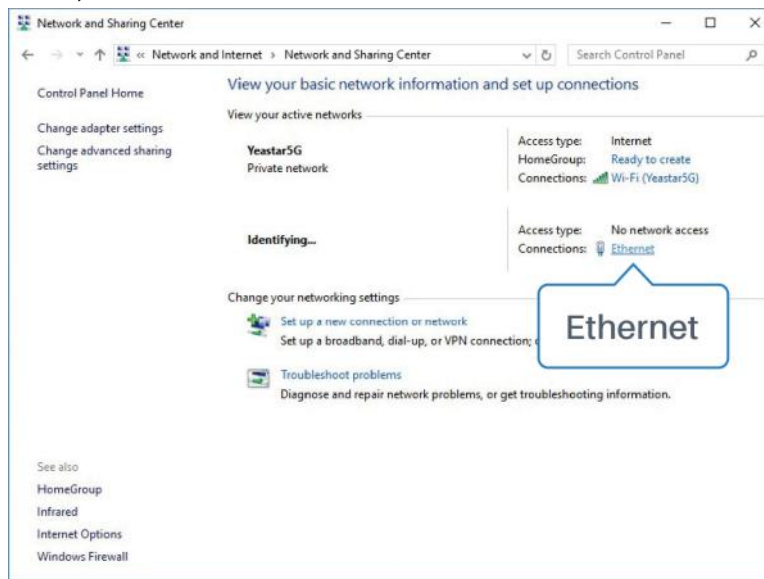 Network and Sharing Center
« Network and Internet › Network and Sharing Center
Search Control Panel
Control Panel Home
Change adapter settings
Change advanced sharing
settings
View your basic network information and set up connections
View your active networks
Yeastar5G
Private network
Access type: Internet
HomeGroup: Ready to create
Connections: Wi-Fi (Yeastar5G)
Identifying...
Access type: No network access
Connections: Ethernet
Ethernet
Change your networking settings
Set up a new connection or network
Set up a broadband, dial-up, or VPN connection;
Troubleshoot problems
Diagnose and repair network problems, or get troubleshooting information.
See also
HomeGroup
Infrared
Internet Options
Windows Firewall